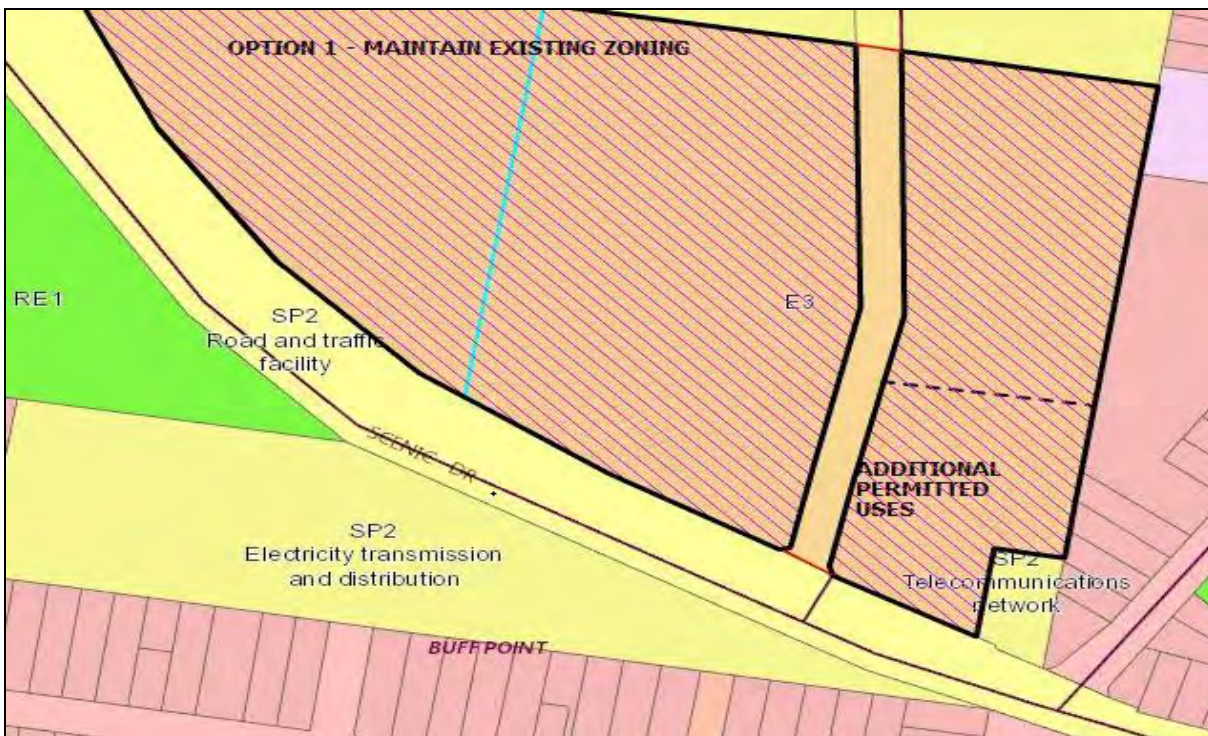 OPTION 1 - MAINTAIN EXISTING ZONING
RE1
SP2
Road and traffic
facility
E3
SCENIC DR
ADDITIONAL
PERMITTED
USES
SP2
Electricity transmission
and distribution
SP2
Telecommunications
network
BUFF POINT